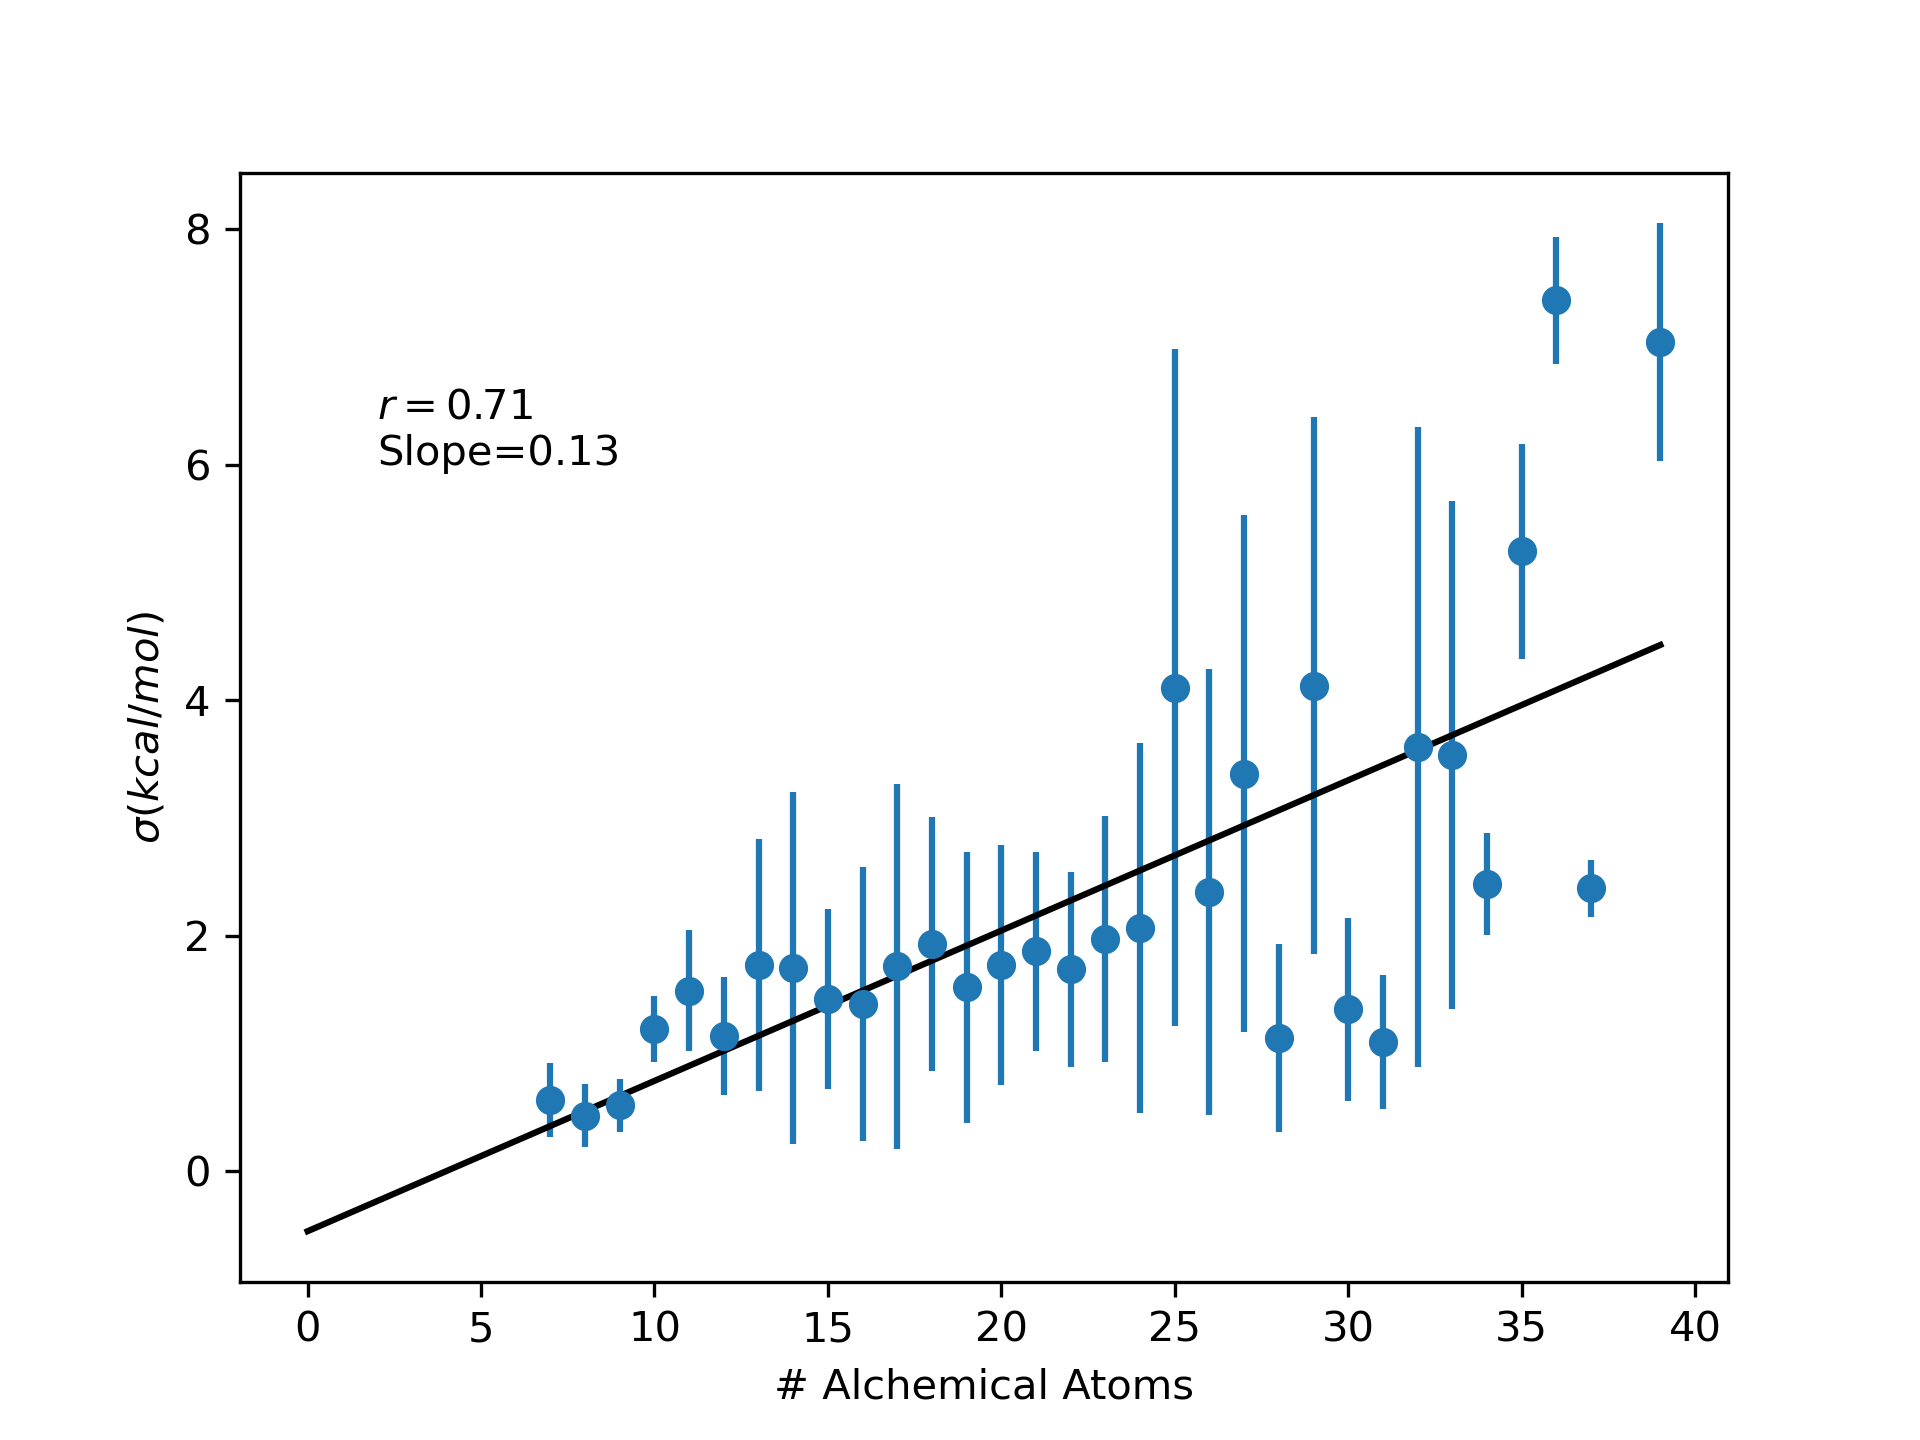 r = 0.71
Slope=0.13
8
6
4
2
0
σ(kcal/mol)
0 5 10 15 20 25 30 35 40
# Alchemical Atoms